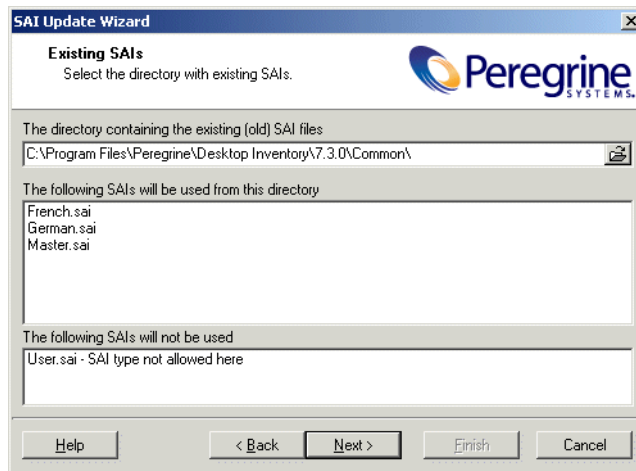 SAI Update Wizard
Existing SAIs
Select the directory with existing SAIs.
Peregrine
SYSTEMS
The directory containing the existing (old) SAI files
C:\Program Files\Peregrine\Desktop Inventory\7.3.0\Common\
The following SAIs will be used from this directory
French.sai
German.sai
Master.sai
The following SAIs will not be used
User.sai - SAI type not allowed here
Help
< Back
Next >
Finish
Cancel